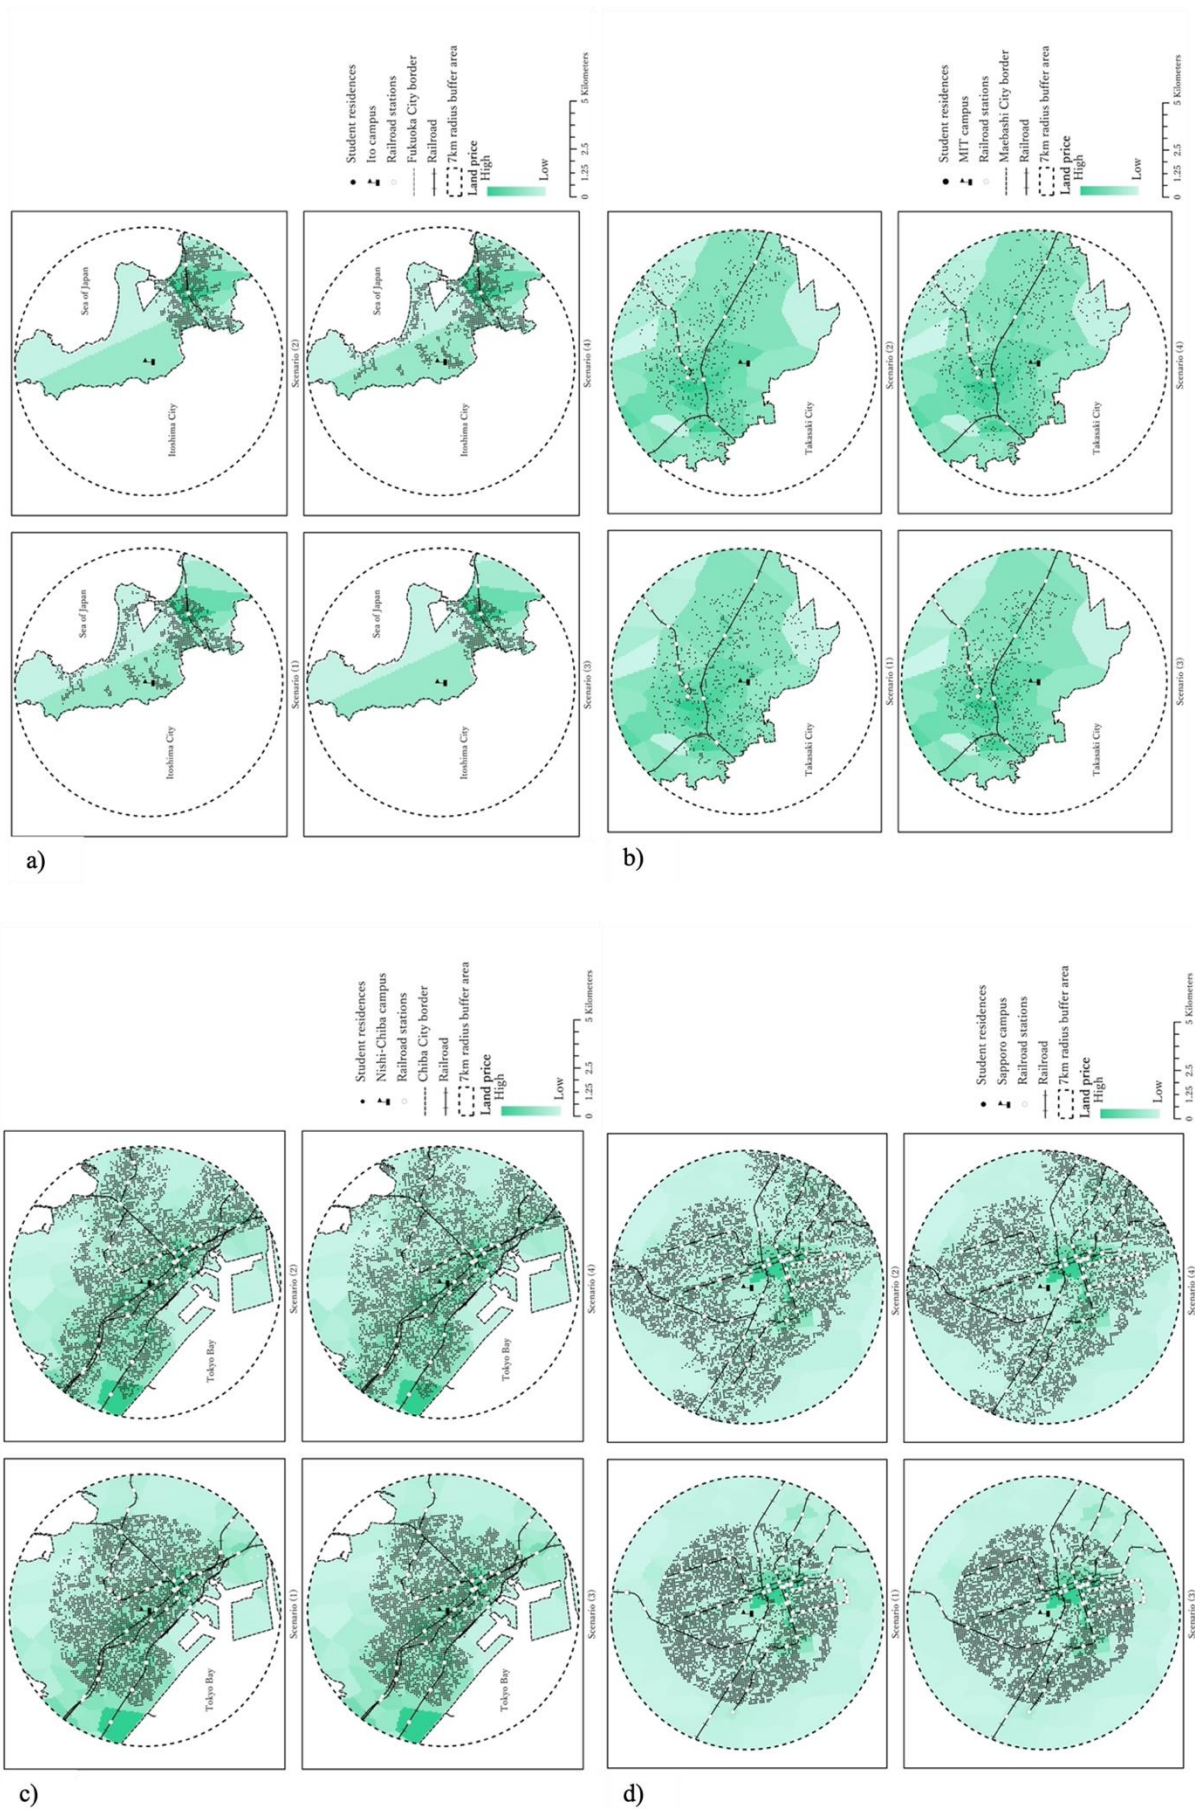 a)
Sea of Japan
Itoshima City
Scenario (1)
Sea of Japan
Itoshima City
Scenario (2)
Sea of Japan
Itoshima City
Scenario (3)
Sea of Japan
Itoshima City
Scenario (4)
Student residences
Ito campus
Railroad stations
Fukuoka City border
Railroad
7km radius buffer area
Land price
High
Low
0 1.25 2.5 5 Kilometers
b)
Takasaki City
Scenario (1)
Takasaki City
Scenario (2)
Takasaki City
Scenario (3)
Takasaki City
Scenario (4)
Student residences
MIT campus
Railroad stations
Maebashi City border
Railroad
7km radius buffer area
Land price
High
Low
0 1.25 2.5 5 Kilometers
c)
Tokyo Bay
Scenario (1)
Tokyo Bay
Scenario (2)
Tokyo Bay
Scenario (3)
Tokyo Bay
Scenario (4)
Student residences
Nishi-Chiba campus
Railroad stations
Chiba City border
Railroad
7km radius buffer area
Land price
High
Low
0 1.25 2.5 5 Kilometers
d)
Scenario (1)
Scenario (2)
Scenario (3)
Scenario (4)
Student residences
Sapporo campus
Railroad stations
Railroad
7km radius buffer area
Land price
High
Low
0 1.25 2.5 5 Kilometers